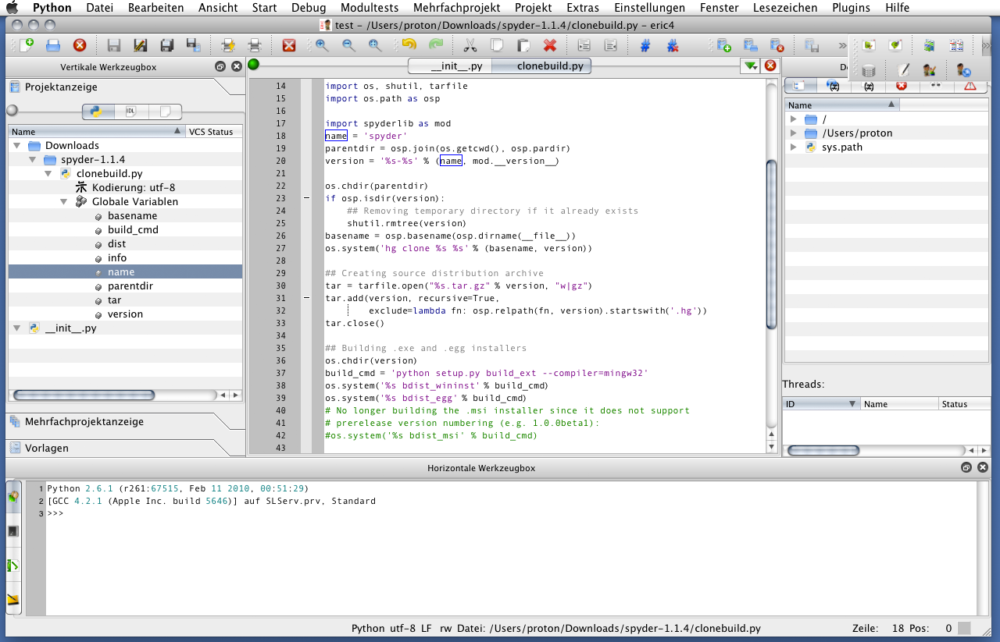 Python Datei Bearbeiten Ansicht Start Debug Modultests Mehrfachprojekt Projekt Extras Einstellungen Fenster Lesezeichen Plugins Hilfe
test – /Users/proton/Downloads/spyder-1.1.4/clonebuild.py – eric4
Vertikale Werkzeugbox
Projektanzeige
IDL
Name VCS Status
Downloads
spyder-1.1.4
clonebuild.py
Kodierung: utf-8
Globale Variablen
basename
build_cmd
dist
info
name
parentdir
tar
version
__init__.py
Mehrfachprojektanzeige
Vorlagen
__init__.py clonebuild.py
14 import os, shutil, tarfile
15 import os.path as osp
16
17 import spyderlib as mod
18 name = 'spyder'
19 parentdir = osp.join(os.getcwd(), osp.pardir)
20 version = '%s-%s' % (name, mod.__version__)
21
22 os.chdir(parentdir)
23 if osp.isdir(version):
24 ## Removing temporary directory if it already exists
25 shutil.rmtree(version)
26 basename = osp.basename(osp.dirname(__file__))
27 os.system('hg clone %s %s' % (basename, version))
28
29 ## Creating source distribution archive
30 tar = tarfile.open("%s.tar.gz" % version, "w|gz")
31 tar.add(version, recursive=True,
32 exclude=lambda fn: osp.relpath(fn, version).startswith('.hg'))
33 tar.close()
34
35 ## Building .exe and .egg installers
36 os.chdir(version)
37 build_cmd = 'python setup.py build_ext --compiler=mingw32'
38 os.system('%s bdist_wininst' % build_cmd)
39 os.system('%s bdist_egg' % build_cmd)
40 # No longer building the .msi installer since it does not support
41 # prerelease version numbering (e.g. 1.0.0beta1):
42 #os.system('%s bdist_msi' % build_cmd)
43
De
Name
/
/Users/proton
sys.path
Threads:
ID Name Status
Horizontale Werkzeugbox
1 Python 2.6.1 (r261:67515, Feb 11 2010, 00:51:29)
2 [GCC 4.2.1 (Apple Inc. build 5646)] auf SLServ.prv, Standard
3 >>>
Python utf-8 LF rw Datei: /Users/proton/Downloads/spyder-1.1.4/clonebuild.py Zeile: 18 Pos: 0